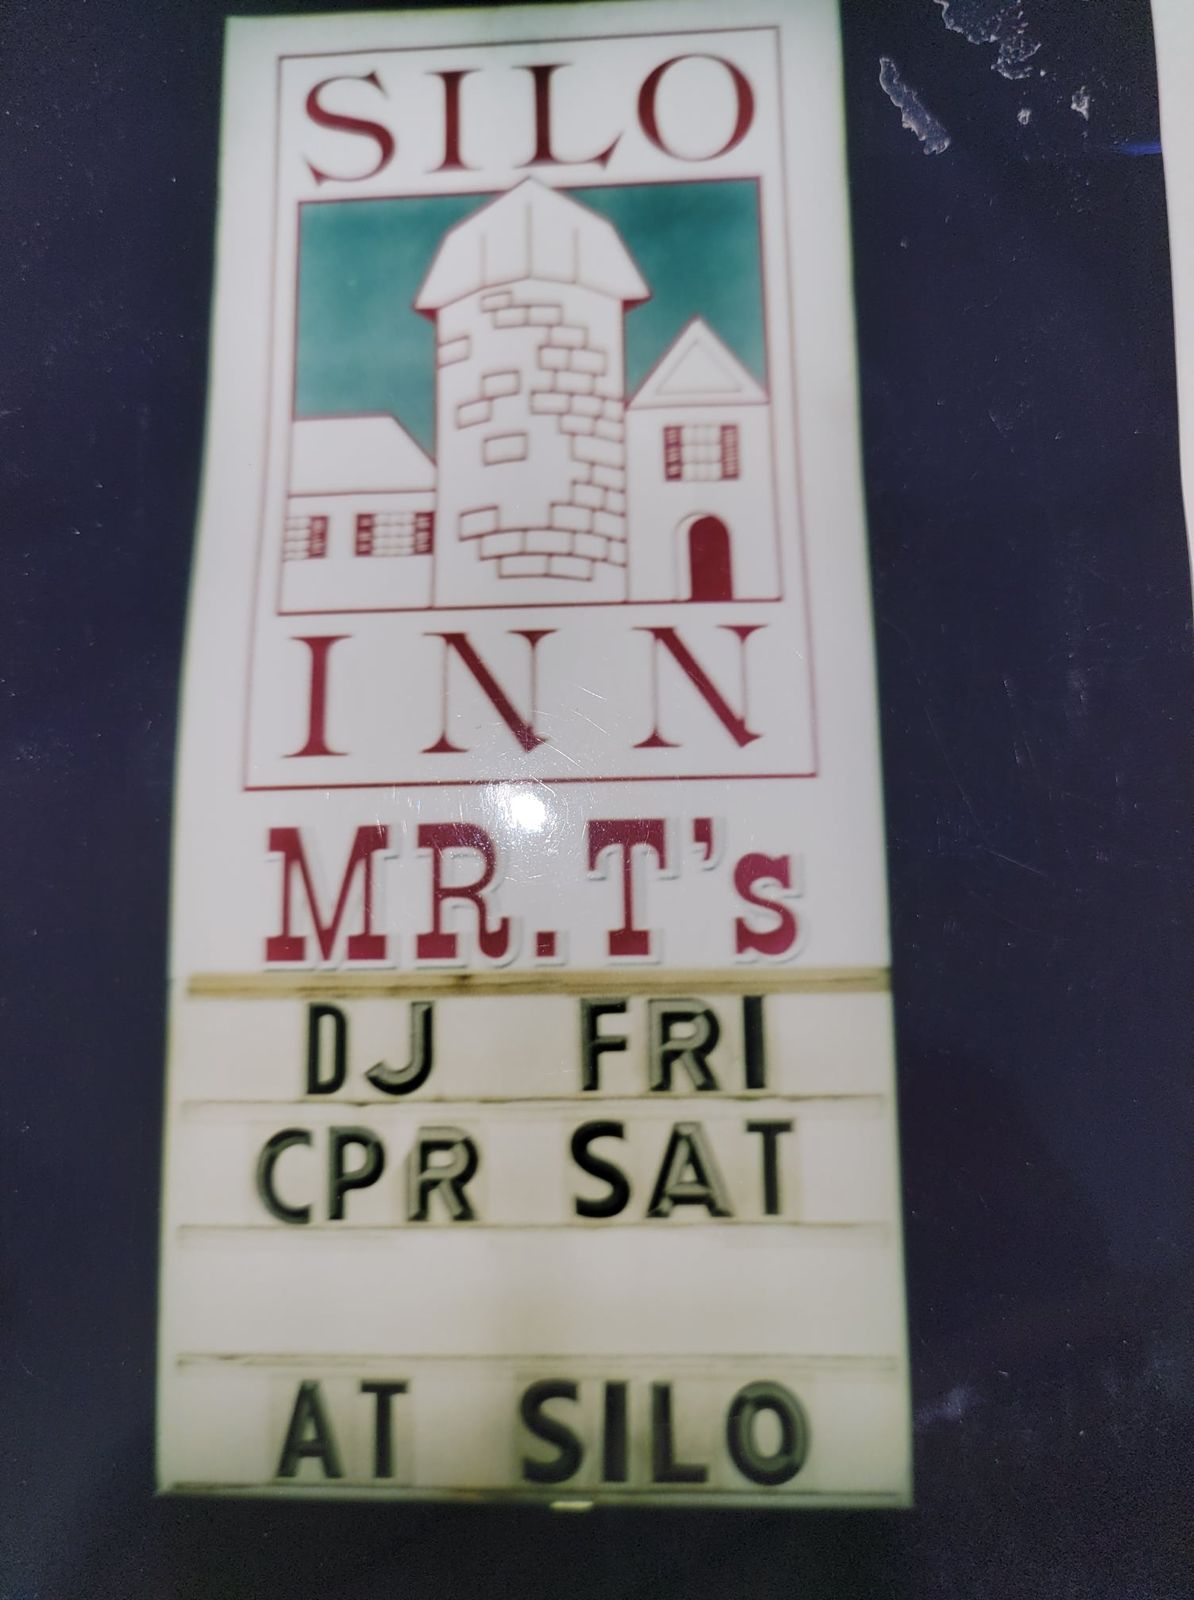 SILO
INN
MR.T's
DJ FRI
CPR SAT
AT SILO